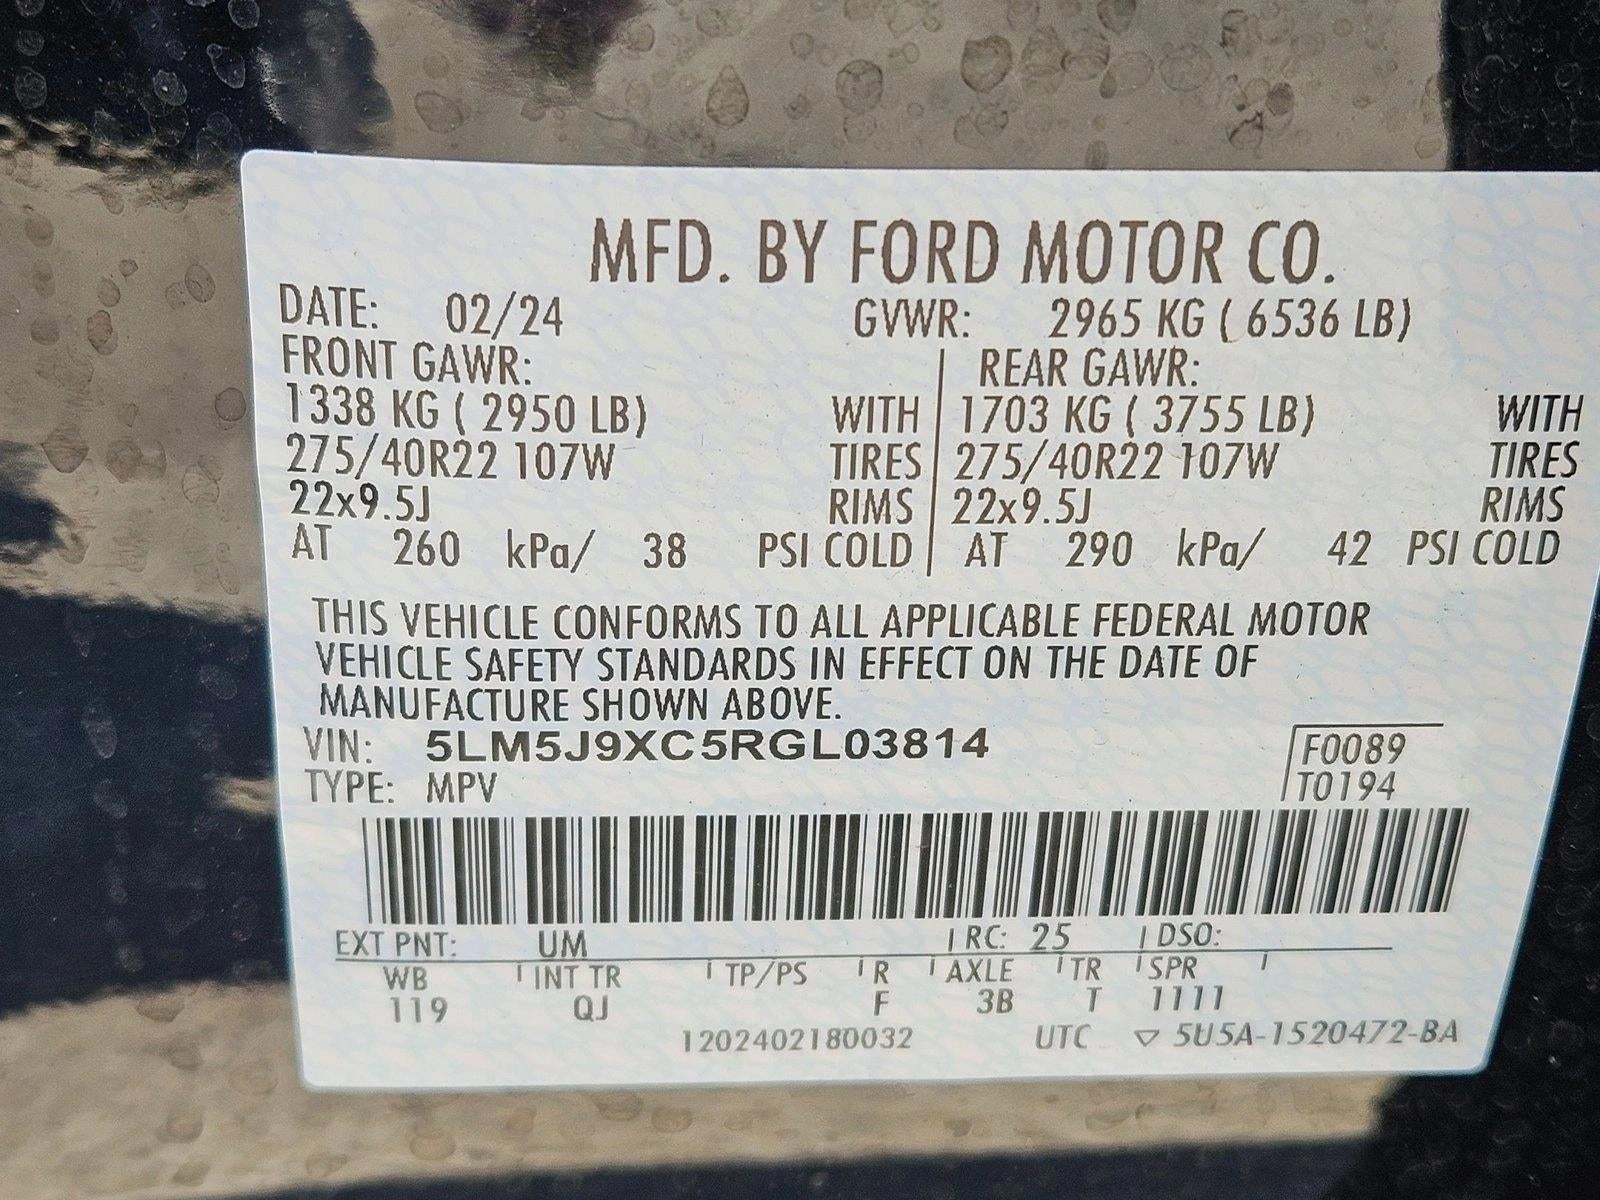 MFD. BY FORD MOTOR CO.
DATE: 02/24 GVWR: 2965 KG ( 6536 LB)
FRONT GAWR: REAR GAWR:
1338 KG ( 2950 LB) WITH 1703 KG ( 3755 LB) WITH
275/40R22 107W TIRES 275/40R22 107W TIRES
22x9.5J RIMS 22x9.5J RIMS
AT 260 kPa/ 38 PSI COLD AT 290 kPa/ 42 PSI COLD
THIS VEHICLE CONFORMS TO ALL APPLICABLE FEDERAL MOTOR
VEHICLE SAFETY STANDARDS IN EFFECT ON THE DATE OF
MANUFACTURE SHOWN ABOVE.
VIN: 5LM5J9XC5RGL03814 F0089
TYPE: MPV T0194
EXT PNT: UM RC: 25 DSO:
WB INT TR TP/PS R AXLE TR SPR
119 QJ F 3B T 1111
1202402180032 UTC ▽ 5U5A-1520472-BA